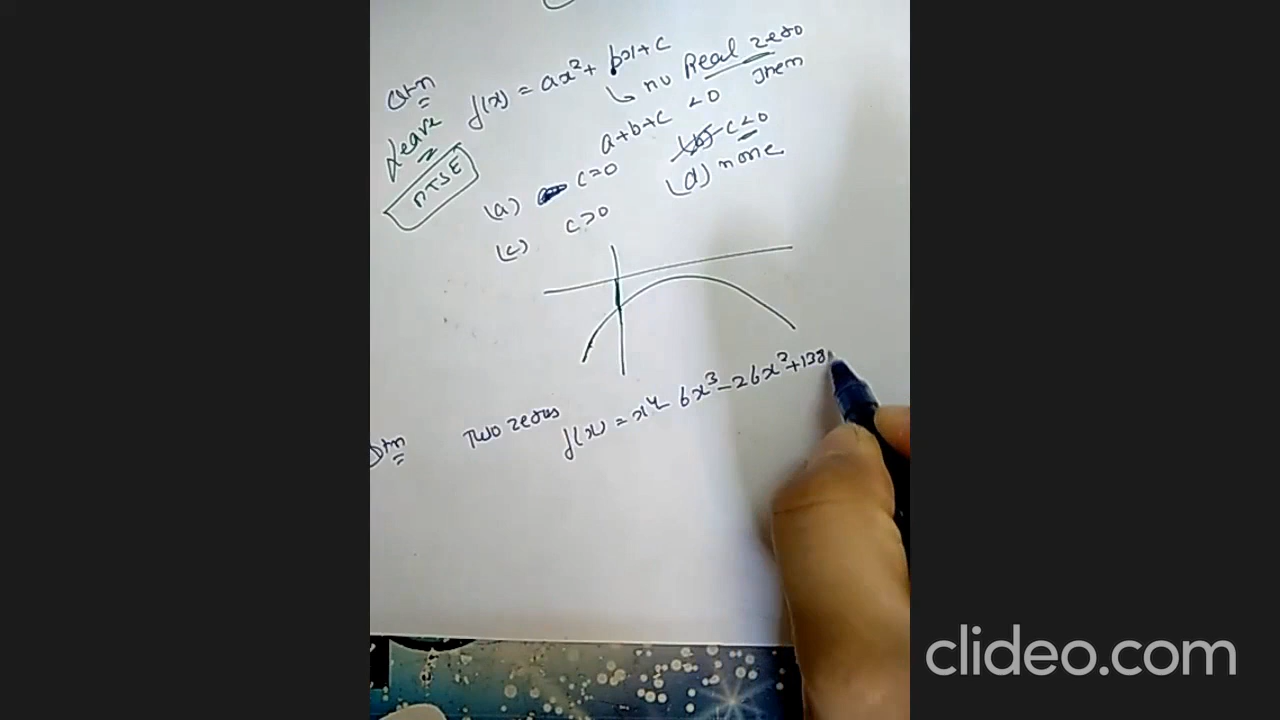 Qtn f(x) = ax² + bx + c
Leave
↳ no Real zero
NTSE
a+b+c < 0 then
(a) c=0 (b) c<0
(c) c>0 (d) none
Qtn Two zeros f(x) = x⁴ - 6x³ - 26x² + 138
clideo.com